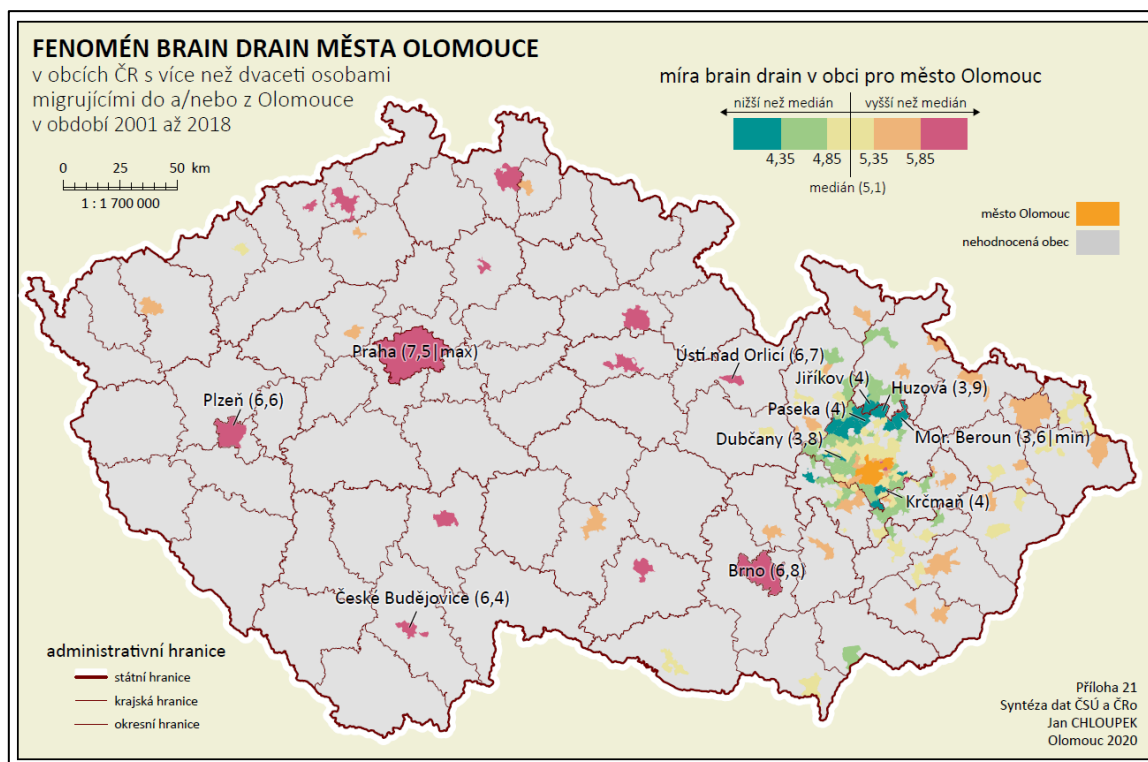 FENOMÉN BRAIN DRAIN MĚSTA OLOMOUCE
v obcích ČR s více než dvaceti osobami
migrujícími do a/nebo z Olomouce
v období 2001 až 2018
0 25 50 km
1 : 1 700 000
míra brain drain v obci pro město Olomouc
nižší než medián vyšší než medián
4,35 4,85 5,35 5,85
medián (5,1)
město Olomouc
nehodnocená obec
Praha (7,5|max)
Ústí nad Orlicí (6,7)
Jiříkov (4)
Huzová (3,9)
Plzeň (6,6)
Paseka (4)
Dubčany (3,8)
Mor. Beroun (3,6|min)
Krčmaň (4)
Brno (6,8)
České Budějovice (6,4)
administrativní hranice
státní hranice
krajská hranice
okresní hranice
Příloha 21
Syntéza dat ČSÚ a ČRo
Jan CHLOUPEK
Olomouc 2020